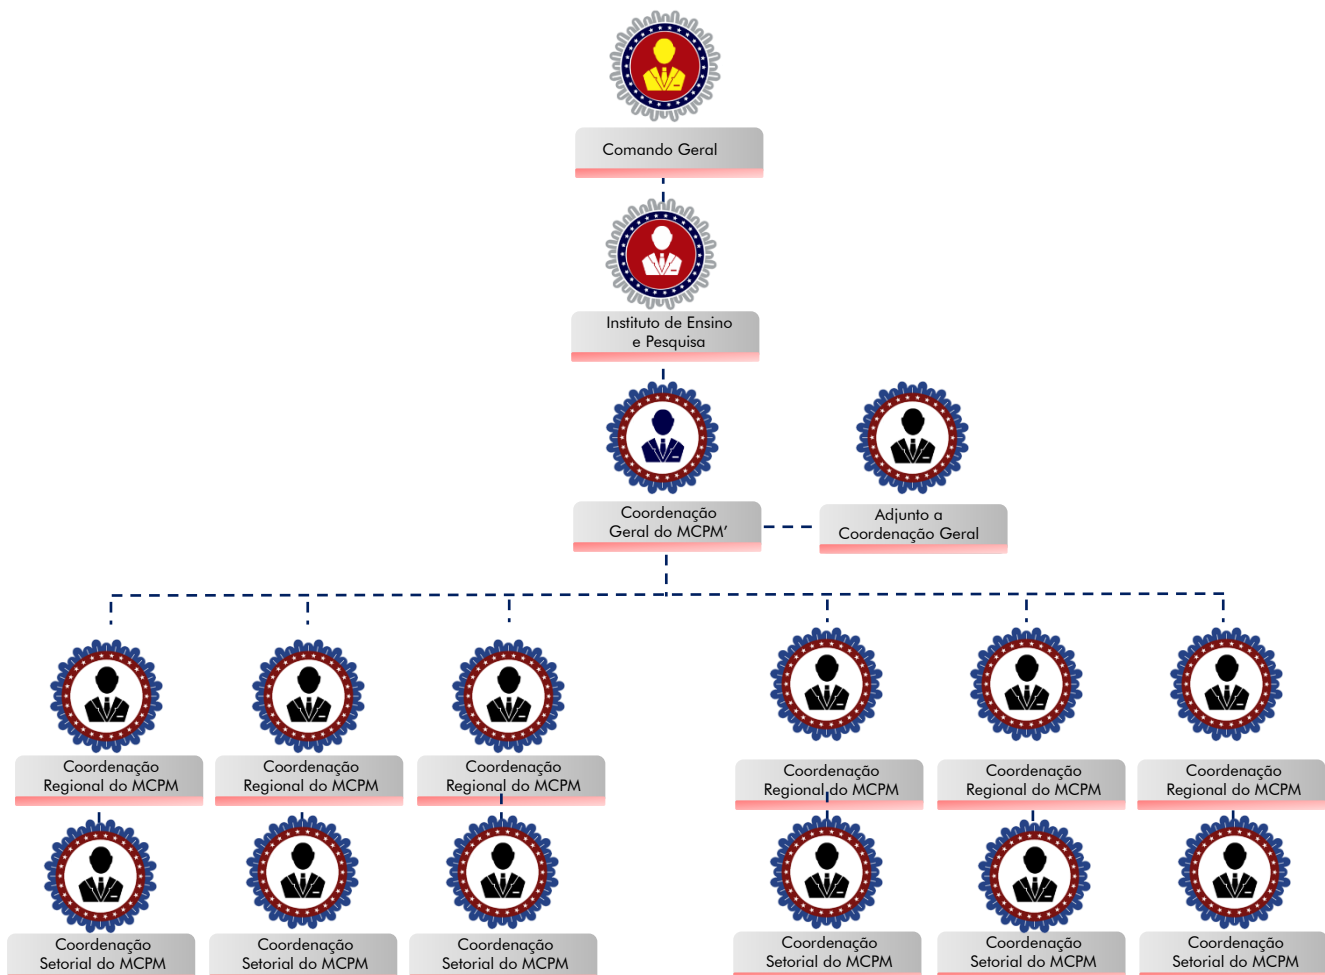 Comando Geral
Instituto de Ensino
e Pesquisa
Coordenação
Geral do MCPM’
Adjunto a
Coordenação Geral
Coordenação
Regional do MCPM
Coordenação
Regional do MCPM
Coordenação
Regional do MCPM
Coordenação
Regional do MCPM
Coordenação
Regional do MCPM
Coordenação
Regional do MCPM
Coordenação
Setorial do MCPM
Coordenação
Setorial do MCPM
Coordenação
Setorial do MCPM
Coordenação
Setorial do MCPM
Coordenação
Setorial do MCPM
Coordenação
Setorial do MCPM